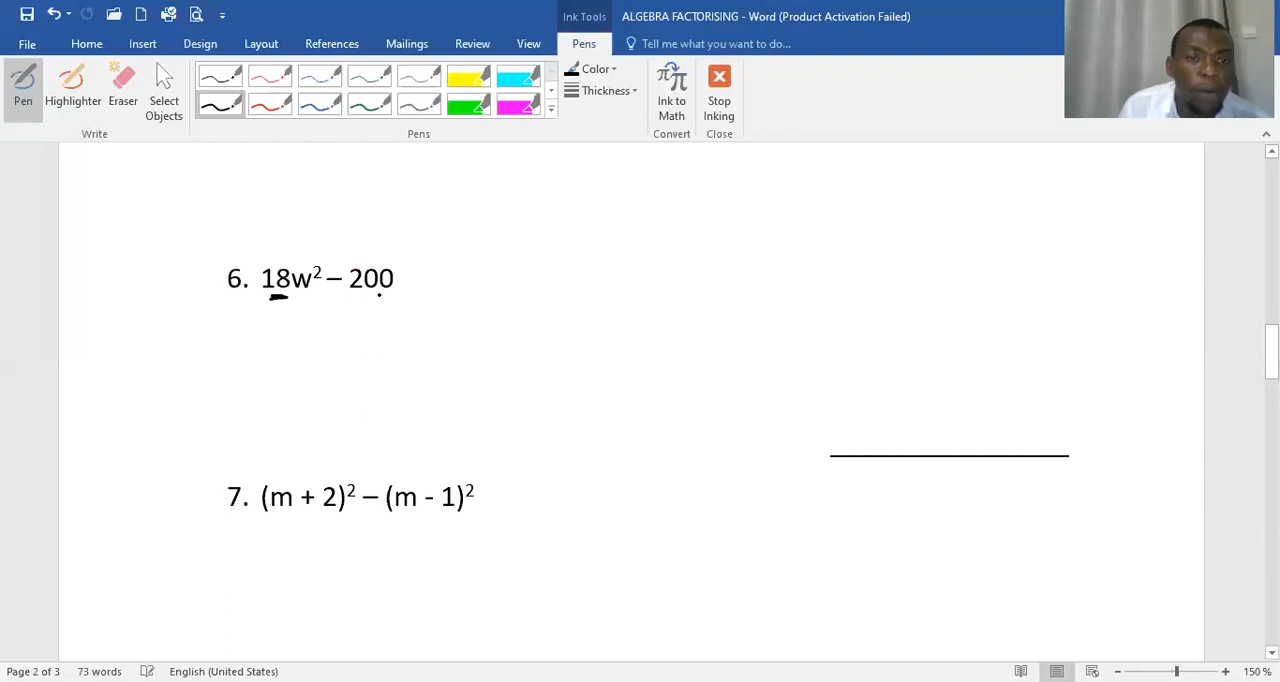 Ink Tools
ALGEBRA FACTORISING - Word (Product Activation Failed)
File Home Insert Design Layout References Mailings Review View Pens Tell me what you want to do...
Pen Highlighter Eraser Select Objects
Color
Thickness
Ink to Math
Stop Inking
Write Pens Convert Close
6. 18w² – 200
7. (m + 2)² – (m - 1)²
Page 2 of 3 73 words English (United States) 150 %